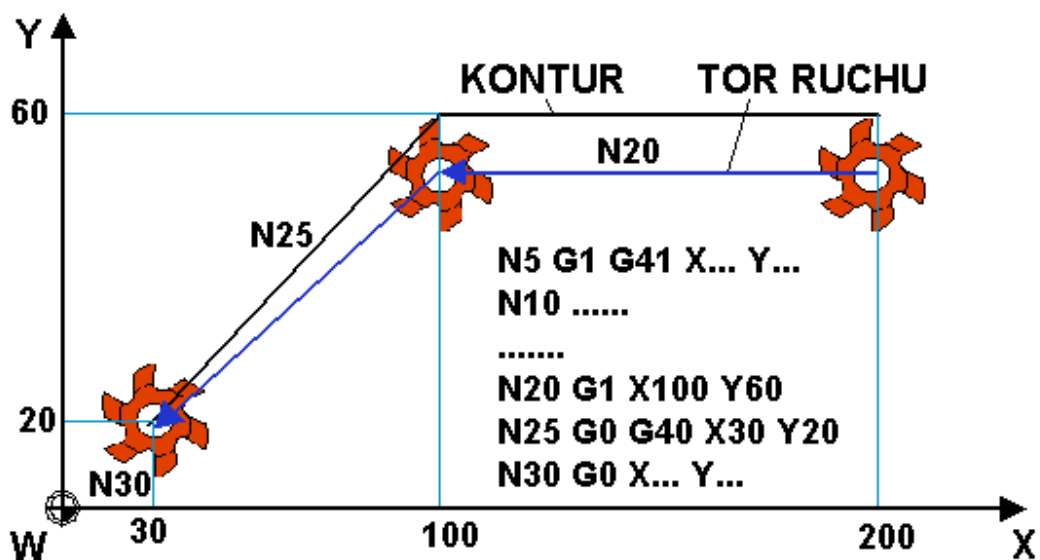 Y
60
KONTUR
TOR RUCHU
N20
N25
N5 G1 G41 X... Y...
N10 ......
.......
N20 G1 X100 Y60
N25 G0 G40 X30 Y20
N30 G0 X... Y...
20
N30
W
30
100
200
X